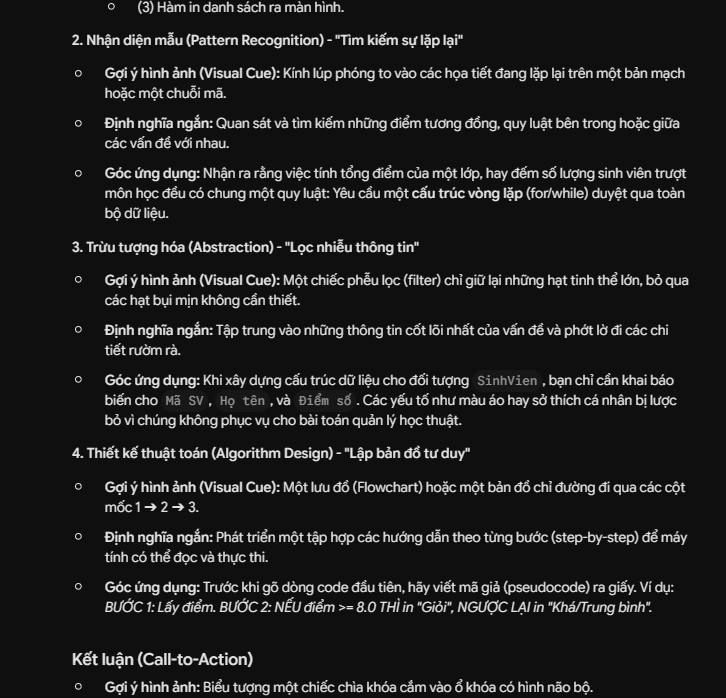 (3) Hàm in danh sách ra màn hình.
2. Nhận diện mẫu (Pattern Recognition) - "Tìm kiếm sự lặp lại"
Gợi ý hình ảnh (Visual Cue): Kính lúp phóng to vào các họa tiết đang lặp lại trên một bản mạch
hoặc một chuỗi mã.
Định nghĩa ngắn: Quan sát và tìm kiếm những điểm tương đồng, quy luật bên trong hoặc giữa
các vấn đề với nhau.
Góc ứng dụng: Nhận ra rằng việc tính tổng điểm của một lớp, hay đếm số lượng sinh viên trượt
môn học đều có chung một quy luật: Yêu cầu một cấu trúc vòng lặp (for/while) duyệt qua toàn
bộ dữ liệu.
3. Trừu tượng hóa (Abstraction) - "Lọc nhiễu thông tin"
Gợi ý hình ảnh (Visual Cue): Một chiếc phễu lọc (filter) chỉ giữ lại những hạt tinh thể lớn, bỏ qua
các hạt bụi mịn không cần thiết.
Định nghĩa ngắn: Tập trung vào những thông tin cốt lõi nhất của vấn đề và phớt lờ đi các chi
tiết rườm rà.
Góc ứng dụng: Khi xây dựng cấu trúc dữ liệu cho đối tượng SinhVien , bạn chỉ cần khai báo
biến cho Mã SV , Họ tên , và Điểm số . Các yếu tố như màu áo hay sở thích cá nhân bị lược
bỏ vì chúng không phục vụ cho bài toán quản lý học thuật.
4. Thiết kế thuật toán (Algorithm Design) - "Lập bản đồ tư duy"
Gợi ý hình ảnh (Visual Cue): Một lưu đồ (Flowchart) hoặc một bản đồ chỉ đường đi qua các cột
mốc 1 → 2 → 3.
Định nghĩa ngắn: Phát triển một tập hợp các hướng dẫn theo từng bước (step-by-step) để máy
tính có thể đọc và thực thi.
Góc ứng dụng: Trước khi gõ dòng code đầu tiên, hãy viết mã giả (pseudocode) ra giấy. Ví dụ:
BƯỚC 1: Lấy điểm. BƯỚC 2: NẾU điểm >= 8.0 THÌ in "Giỏi", NGƯỢC LẠI in "Khá/Trung bình".
Kết luận (Call-to-Action)
Gợi ý hình ảnh: Biểu tượng một chiếc chìa khóa cắm vào ổ khóa có hình não bộ.